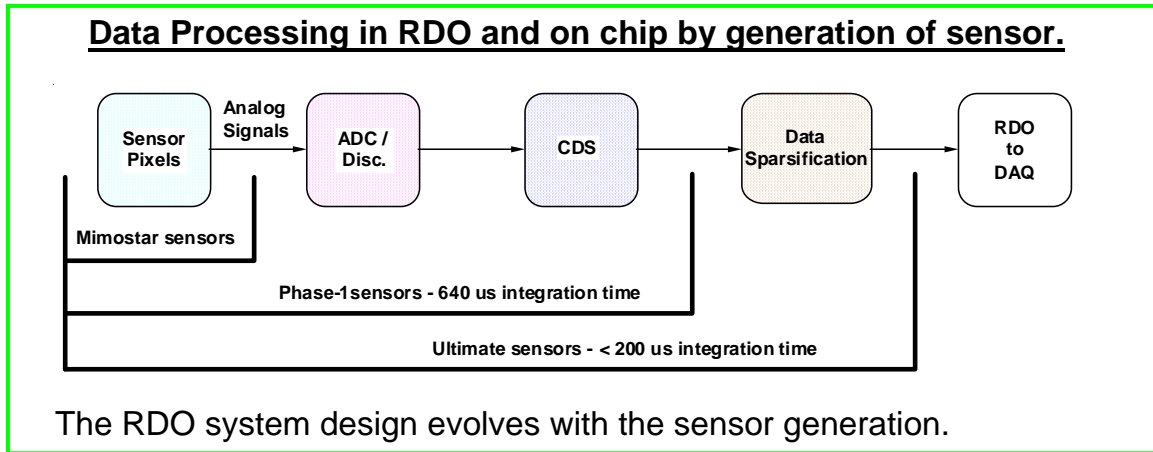 Data Processing in RDO and on chip by generation of sensor.
Analog
Signals
Sensor
Pixels
ADC /
Disc.
CDS
Data
Sparsification
RDO
to
DAQ
Mimostar sensors
Phase-1sensors - 640 us integration time
Ultimate sensors - < 200 us integration time
The RDO system design evolves with the sensor generation.